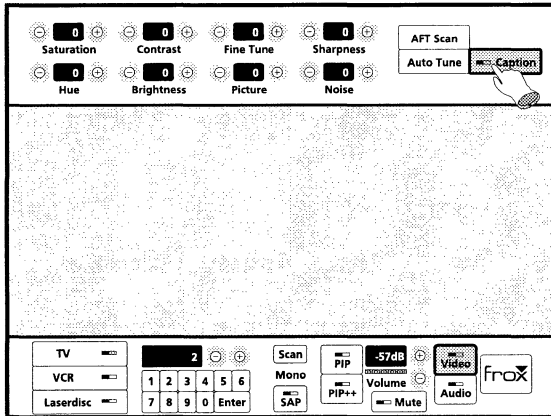 0 0 0 0
Saturation Contrast Fine Tune Sharpness
0 0 0 0
Hue Brightness Picture Noise
AFT Scan
Auto Tune Caption
TV
VCR
Laserdisc
2
1 2 3 4 5 6
7 8 9 0 Enter
Scan
Mono
SAP
PIP
PIP++
-57dB
Volume
Mute
Video
Audio
frox